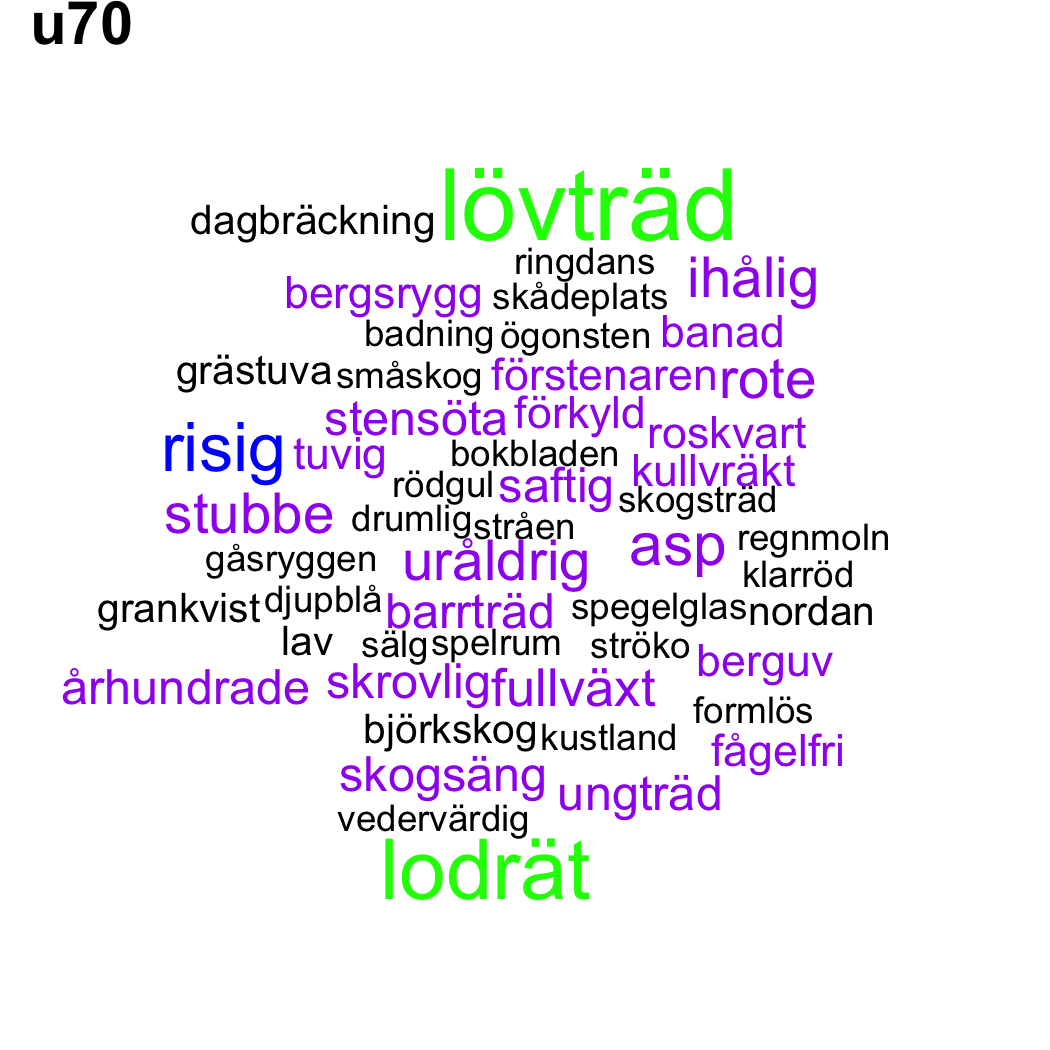 u70
lövträd
dagbräckning
ringdans
ihålig
bergsrygg
skådeplats
badning
ögonsten
banad
grästuva
småskog
förstenaren
rote
stensöta
förkyld
roskvart
risig
tuvig
bokbladen
kullvräkt
rödgul
saftig
skogsträd
stubbe
drumlig
stråen
asp
regnmoln
gåsryggen
uråldrig
klarröd
grankvist
djupblå
barrträd
spegelglas
nordan
lav
sälg
spelrum
ströko
berguv
århundrade
skrovlig
fullväxt
formlös
björkskog
kustland
fågelfri
skogsäng
ungträd
vedervärdig
lodrät